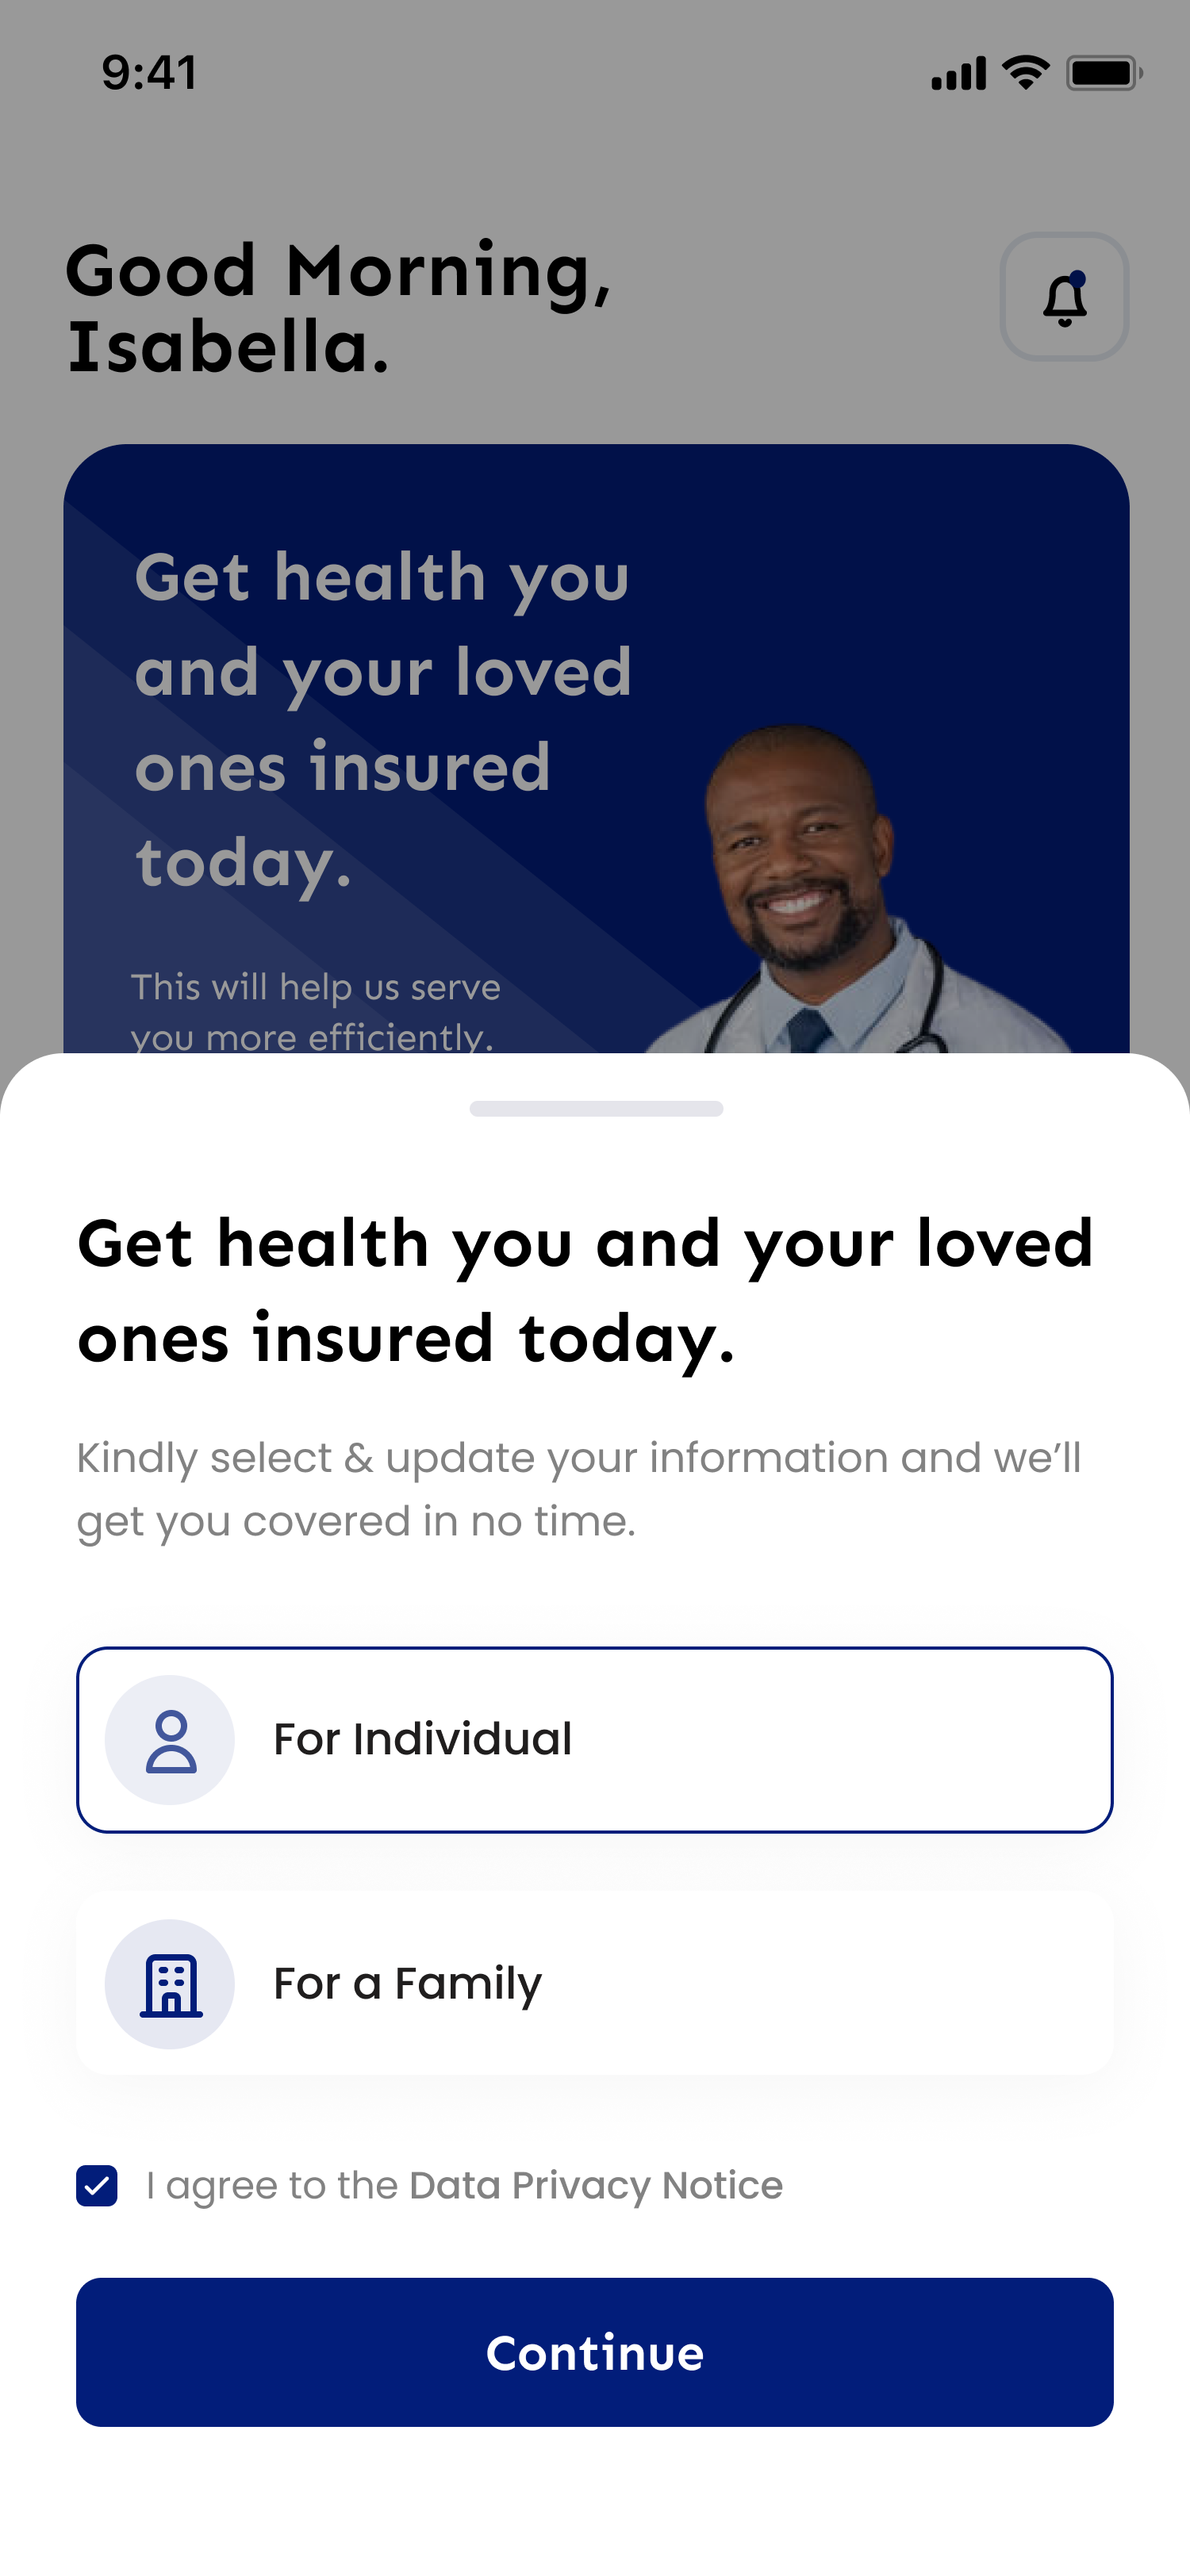 9:41
Good Morning,
Isabella.
Get health you
and your loved
ones insured
today.
This will help us serve
you more efficiently.
Get health you and your loved
ones insured today.
Kindly select & update your information and we’ll
get you covered in no time.
For Individual
For a Family
I agree to the Data Privacy Notice
Continue